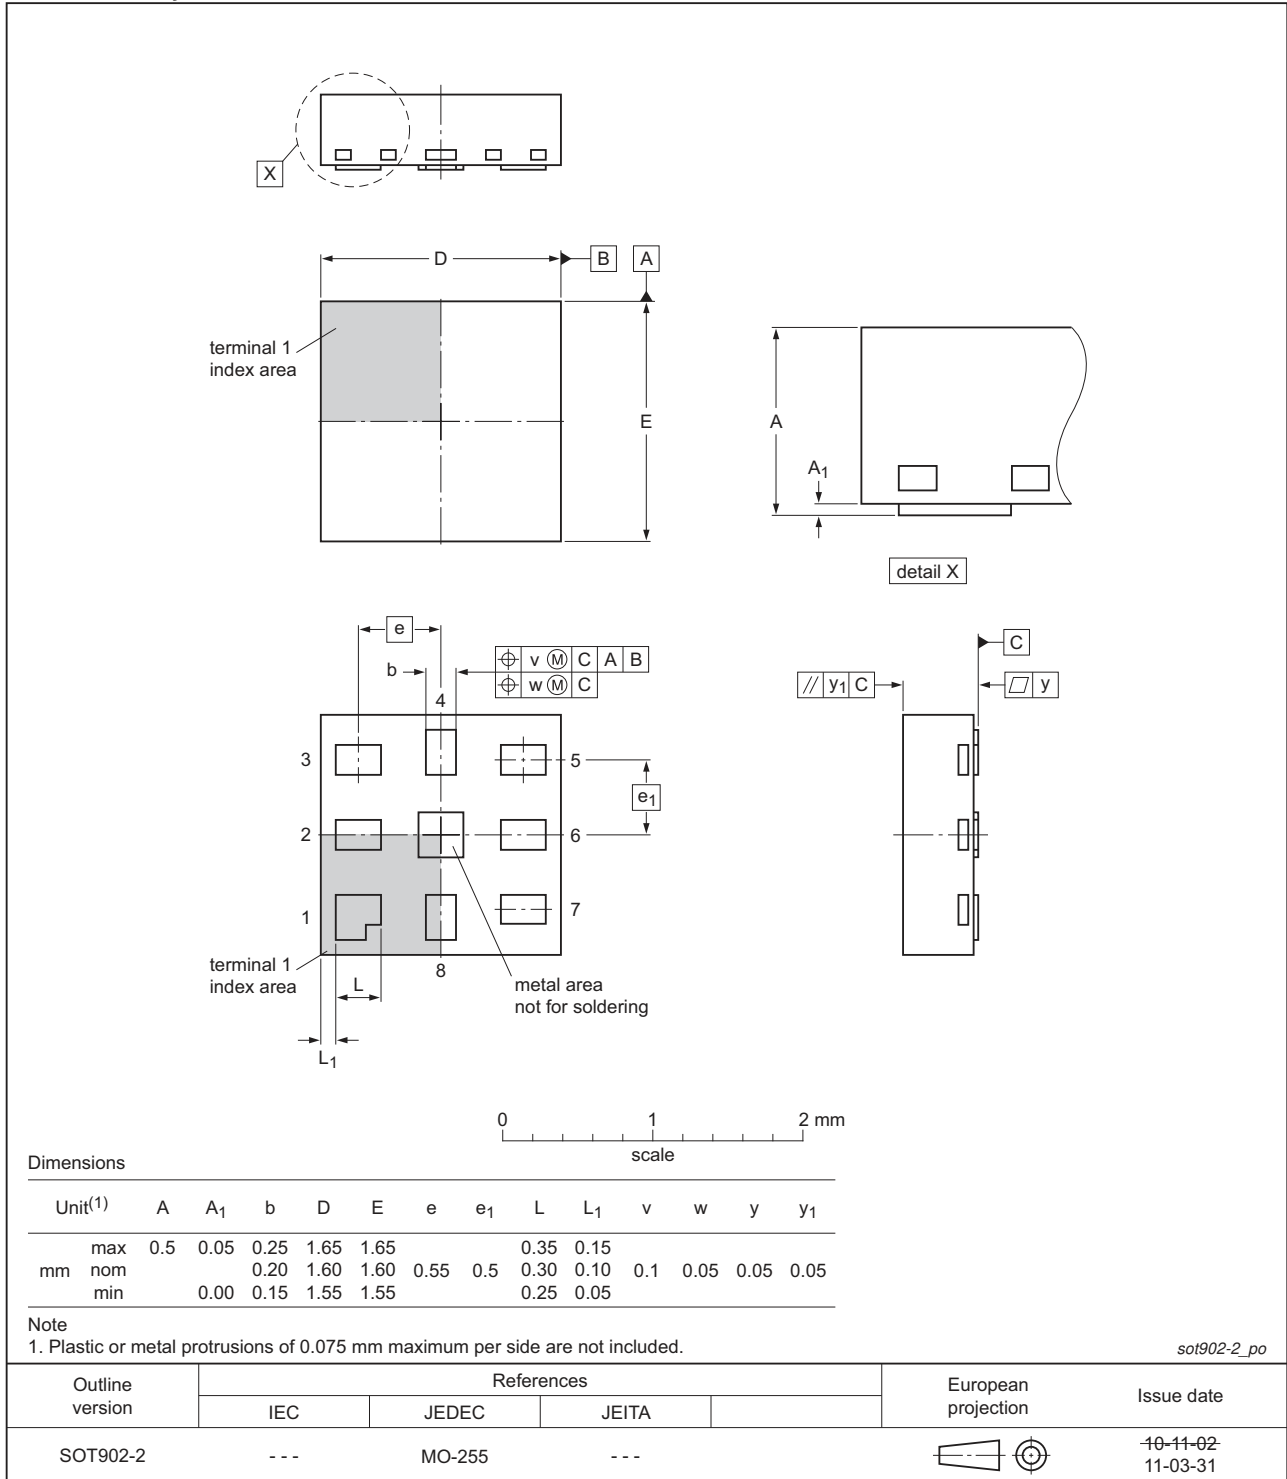 X
D
B
A
terminal 1
index area
E
A
A1
detail X
e
b
v M C A B
w M C
4
3
5
e1
2
6
1
7
terminal 1
index area
8
L
metal area
not for soldering
L1
C
// y1 C
y
0 1 2 mm
scale
Dimensions
Unit(1) A A1 b D E e e1 L L1 v w y y1
max 0.5 0.05 0.25 1.65 1.65 0.35 0.15
mm nom 0.20 1.60 1.60 0.55 0.5 0.30 0.10 0.1 0.05 0.05 0.05
min 0.00 0.15 1.55 1.55 0.25 0.05
Note
1. Plastic or metal protrusions of 0.075 mm maximum per side are not included.
sot902-2_po
Outline
version
References
IEC JEDEC JEITA
European
projection
Issue date
SOT902-2 - - - MO-255 - - -
10-11-02
11-03-31